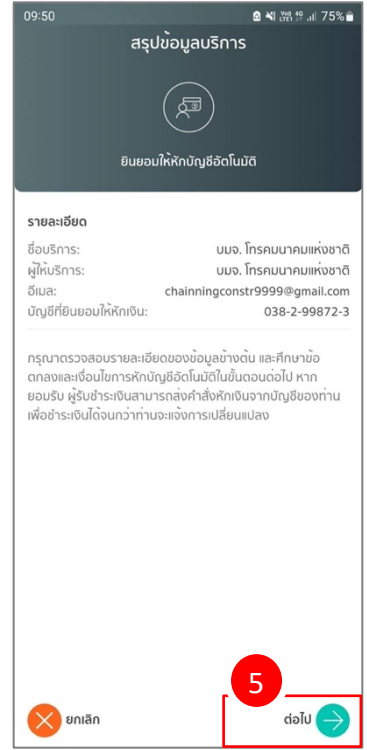 09:50 75%
สรุปข้อมูลบริการ
ยินยอมให้หักบัญชีอัตโนมัติ
รายละเอียด
ชื่อบริการ: บมจ. โทรคมนาคมแห่งชาติ
ผู้ให้บริการ: บมจ. โทรคมนาคมแห่งชาติ
อีเมล: chainningconstr9999@gmail.com
บัญชีที่ยินยอมให้หักเงิน: 038-2-99872-3
กรุณาตรวจสอบรายละเอียดของข้อมูลข้างต้น และศึกษาข้อ
ตกลงและเงื่อนไขการหักบัญชีอัตโนมัติในขั้นตอนต่อไป หาก
ยอมรับ ผู้รับชำระเงินสามารถส่งคำสั่งหักเงินจากบัญชีของท่าน
เพื่อชำระเงินได้จนกว่าท่านจะแจ้งการเปลี่ยนแปลง
5
ยกเลิก ต่อไป